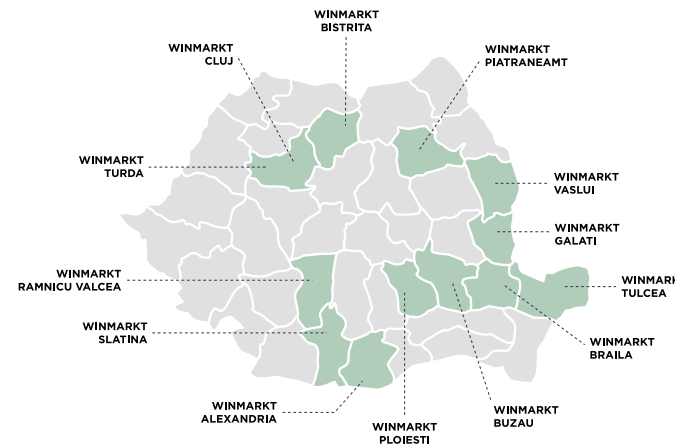 WINMARKT
BISTRITA
WINMARKT
CLUJ
WINMARKT
PIATRANEAMT
WINMARKT
TURDA
WINMARKT
VASLUI
WINMARKT
GALATI
WINMARKT
RAMNICU VALCEA
WINMARK
TULCEA
WINMARKT
SLATINA
WINMARKT
BRAILA
WINMARKT
ALEXANDRIA
WINMARKT
BUZAU
WINMARKT
PLOIESTI